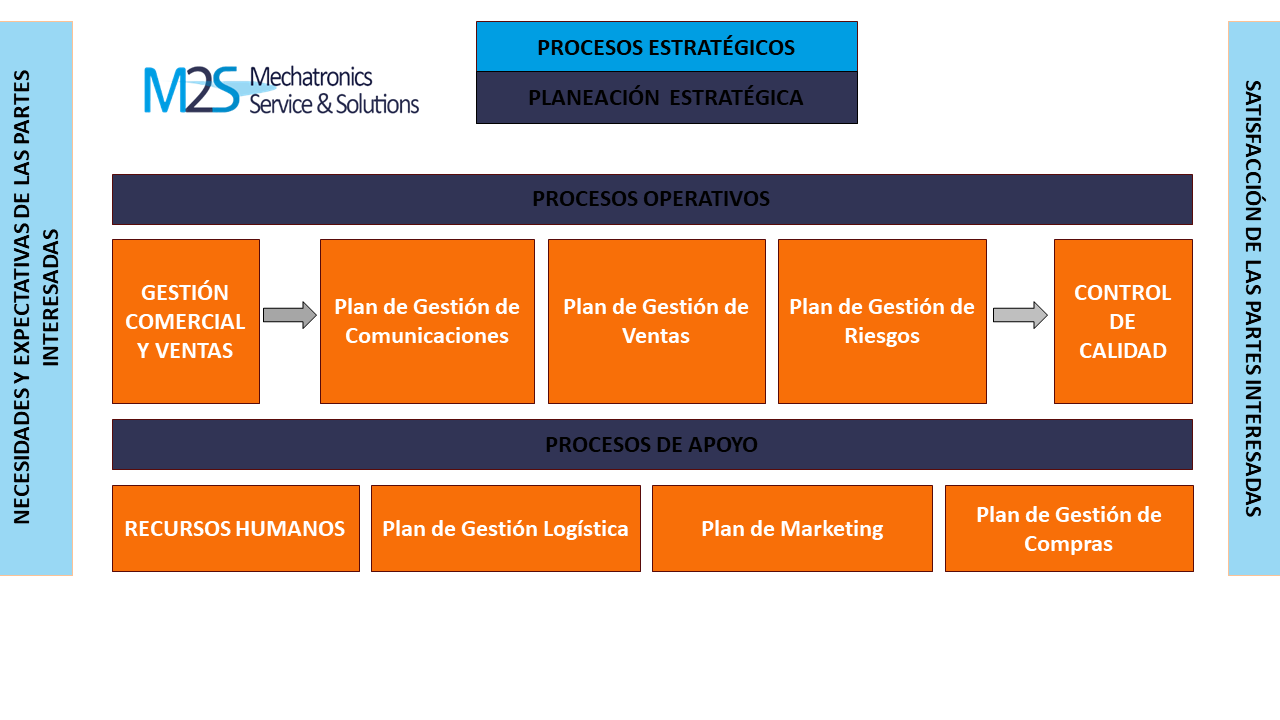 NECESIDADES Y EXPECTATIVAS DE LAS PARTES
INTERESADAS
M2S Mechatronics
Service & Solutions
PROCESOS ESTRATÉGICOS
PLANEACIÓN ESTRATÉGICA
PROCESOS OPERATIVOS
GESTIÓN
COMERCIAL
Y VENTAS
Plan de Gestión de
Comunicaciones
Plan de Gestión de
Ventas
Plan de Gestión de
Riesgos
CONTROL
DE
CALIDAD
PROCESOS DE APOYO
RECURSOS HUMANOS
Plan de Gestión Logística
Plan de Marketing
Plan de Gestión de
Compras
SATISFACCIÓN DE LAS PARTES INTERESADAS